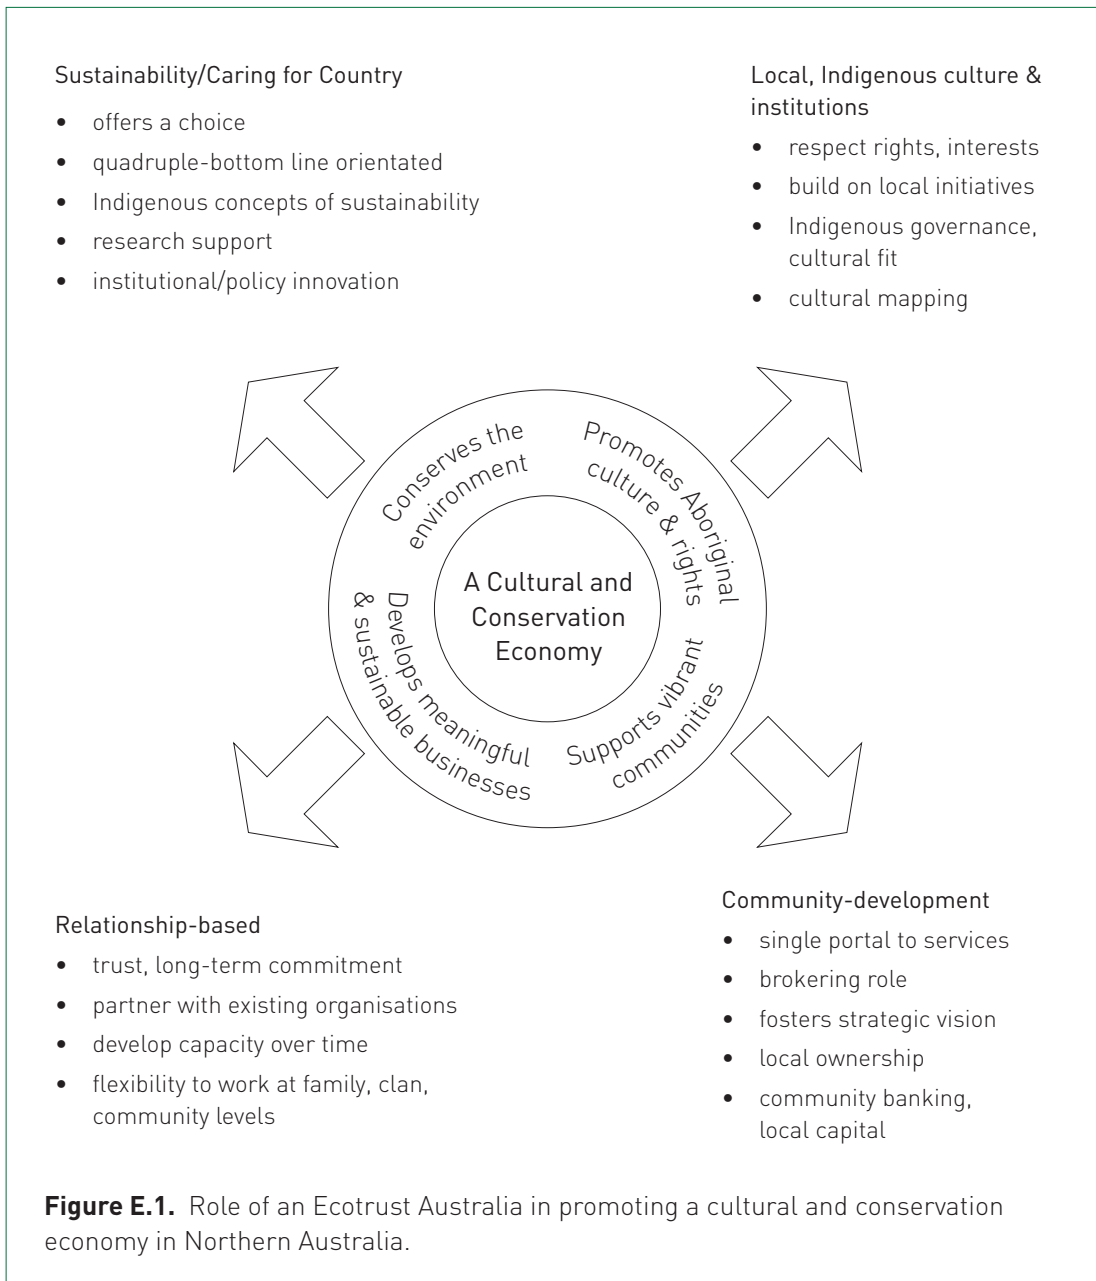 Sustainability/Caring for Country
• offers a choice
• quadruple-bottom line orientated
• Indigenous concepts of sustainability
• research support
• institutional/policy innovation
Local, Indigenous culture &
institutions
• respect rights, interests
• build on local initiatives
• Indigenous governance,
cultural fit
• cultural mapping
Conserves the
environment
Promotes Aboriginal
culture & rights
A Cultural and
Conservation
Economy
Develops meaningful
& sustainable businesses
Supports vibrant
communities
Relationship-based
• trust, long-term commitment
• partner with existing organisations
• develop capacity over time
• flexibility to work at family, clan,
community levels
Community-development
• single portal to services
• brokering role
• fosters strategic vision
• local ownership
• community banking,
local capital
Figure E.1. Role of an Ecotrust Australia in promoting a cultural and conservation
economy in Northern Australia.